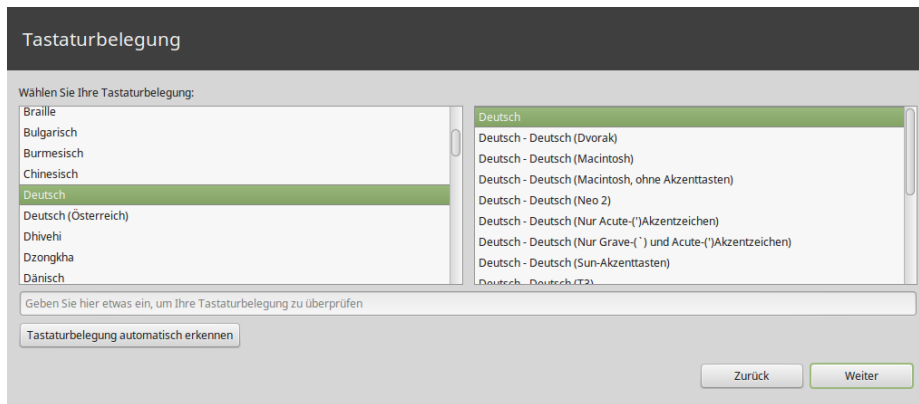 Tastaturbelegung
Wählen Sie Ihre Tastaturbelegung:
Braille
Bulgarisch
Burmesisch
Chinesisch
Deutsch
Deutsch (Österreich)
Dhivehi
Dzongkha
Dänisch
Deutsch
Deutsch - Deutsch (Dvorak)
Deutsch - Deutsch (Macintosh)
Deutsch - Deutsch (Macintosh, ohne Akzenttasten)
Deutsch - Deutsch (Neo 2)
Deutsch - Deutsch (Nur Acute-(')Akzentzeichen)
Deutsch - Deutsch (Nur Grave-(`) und Acute-(')Akzentzeichen)
Deutsch - Deutsch (Sun-Akzenttasten)
Deutsch - Deutsch (T3)
Geben Sie hier etwas ein, um Ihre Tastaturbelegung zu überprüfen
Tastaturbelegung automatisch erkennen
Zurück
Weiter